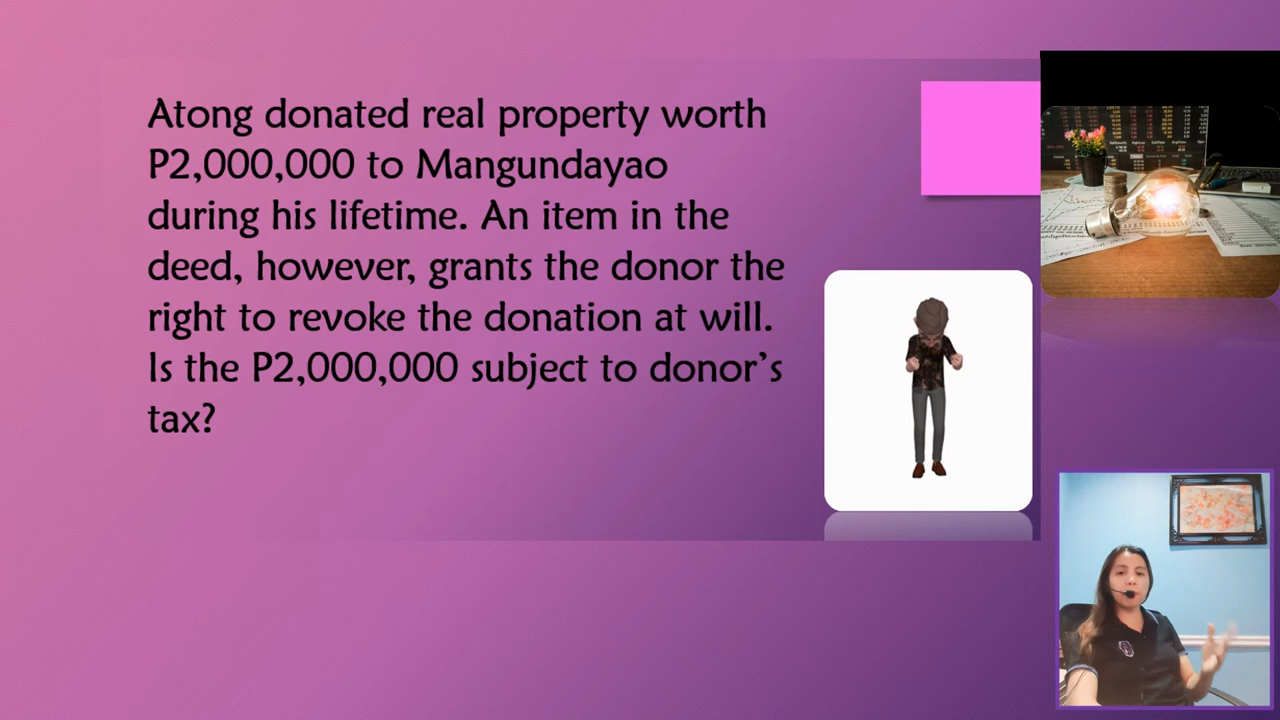 Atong donated real property worth
P2,000,000 to Mangundayao
during his lifetime. An item in the
deed, however, grants the donor the
right to revoke the donation at will.
Is the P2,000,000 subject to donor’s
tax?